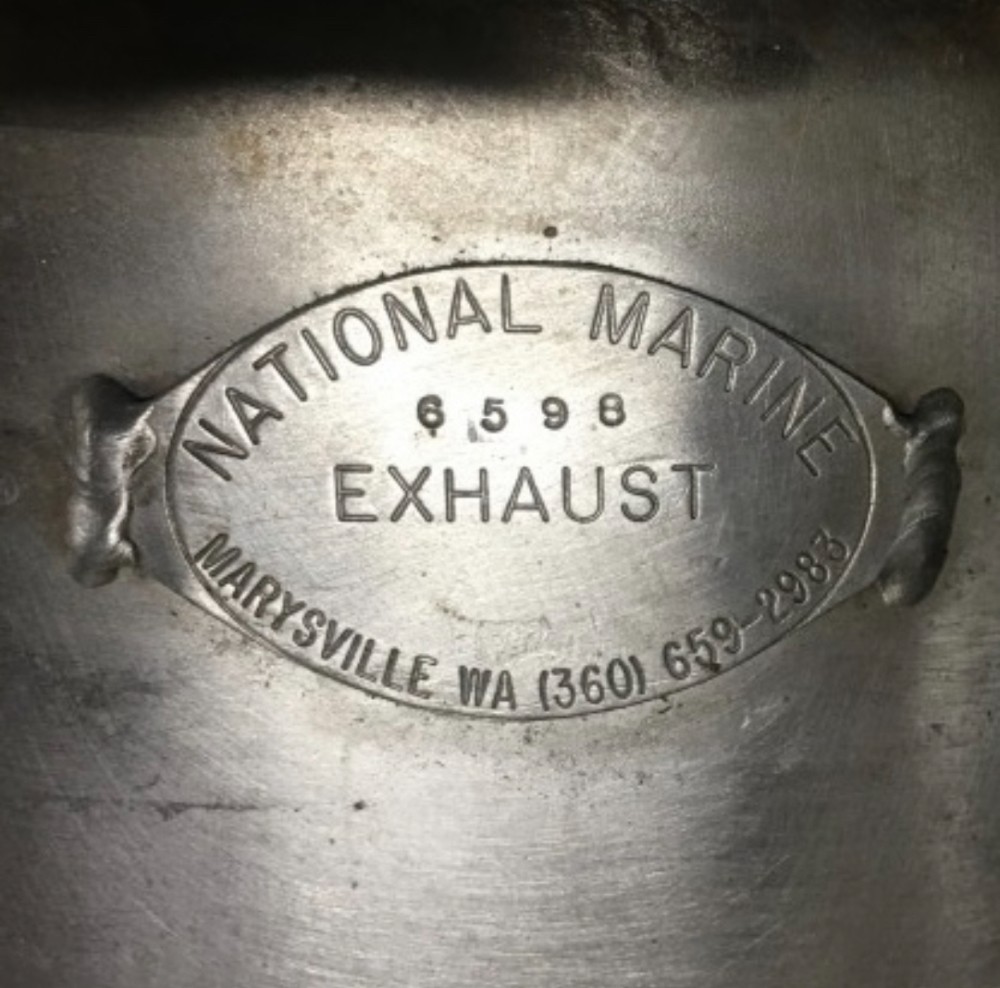 NATIONAL MARINE
6598
EXHAUST
MARYSVILLE WA (360) 659-2983